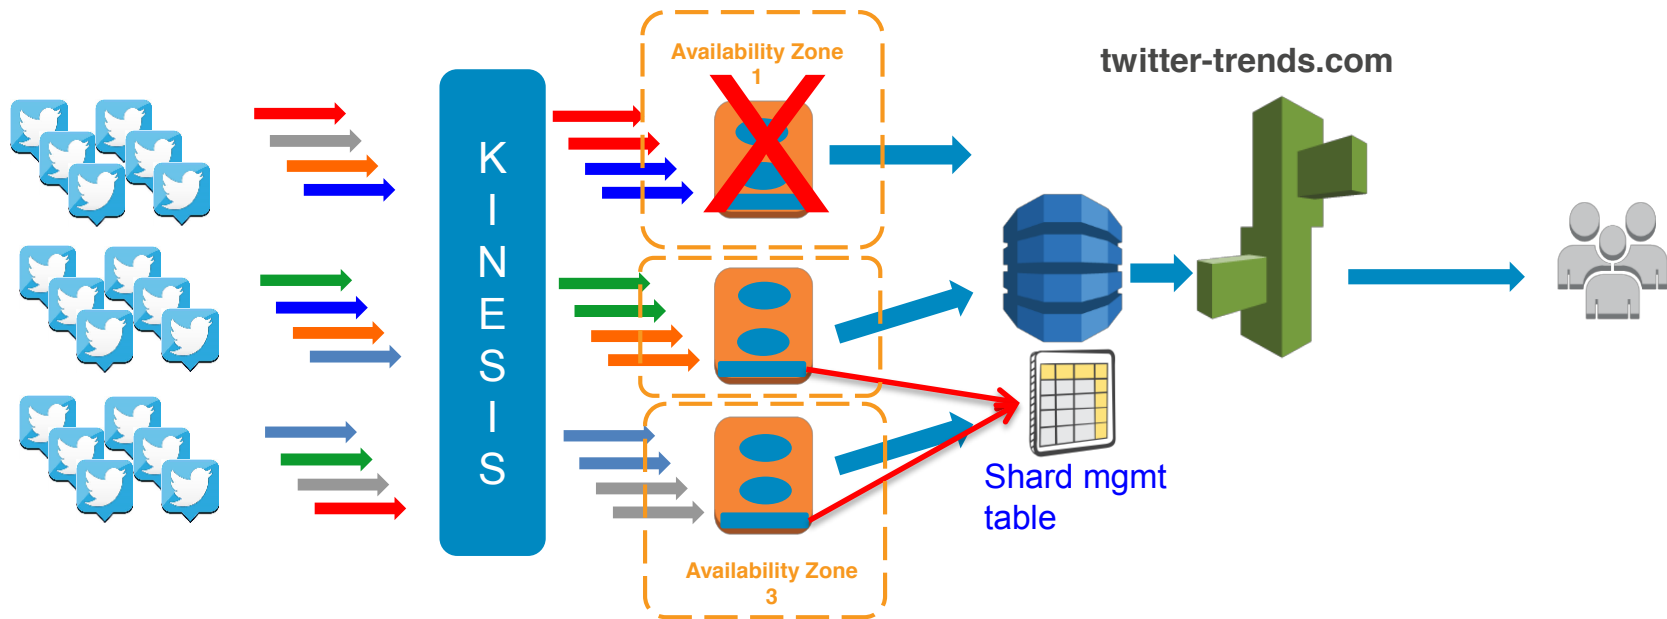 Availability Zone
1
twitter-trends.com
K
I
N
E
S
I
S
Shard mgmt
table
Availability Zone
3